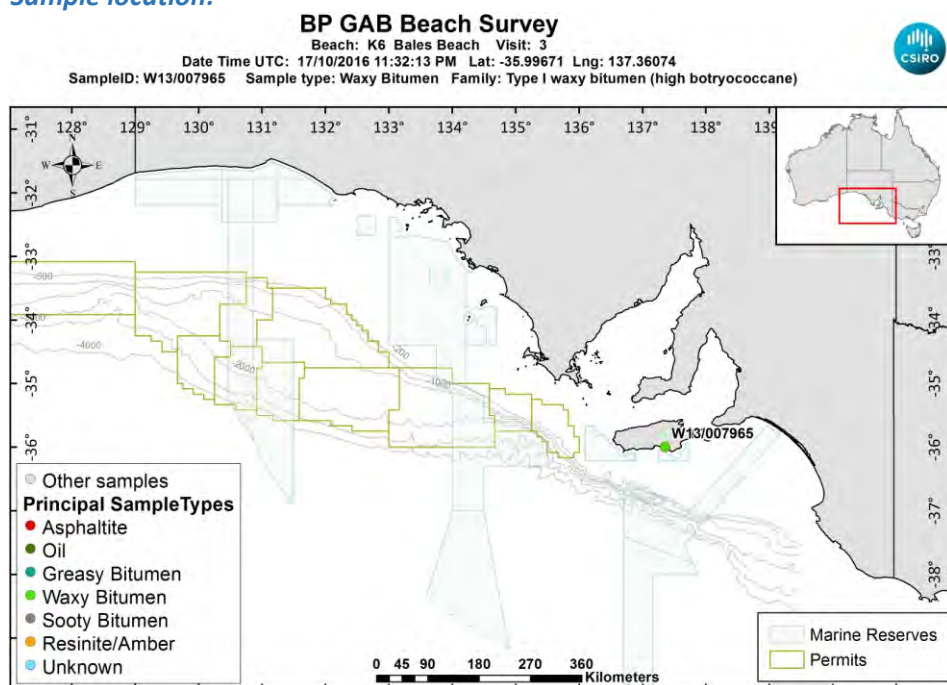 Sample location:
BP GAB Beach Survey
Beach: K6 Bales Beach Visit: 3
Date Time UTC: 17/10/2016 11:32:13 PM Lat: -35.99671 Lng: 137.36074
SampleID: W13/007965 Sample type: Waxy Bitumen Family: Type I waxy bitumen (high botryococcane)
CSIRO
128° 129° 130° 131° 132° 133° 134° 135° 136° 137° 138° 139
-31°
-32°
-33°
-34°
-35°
-36°
-37°
-38°
-33°
-34°
-35°
-36°
-37°
-38°
N
W E
S
-4000
-2000
-200
-1000
W13/007965
Other samples
Principal SampleTypes
Asphaltite
Oil
Greasy Bitumen
Waxy Bitumen
Sooty Bitumen
Resinite/Amber
Unknown
0 45 90 180 270 360
Kilometers
Marine Reserves
Permits